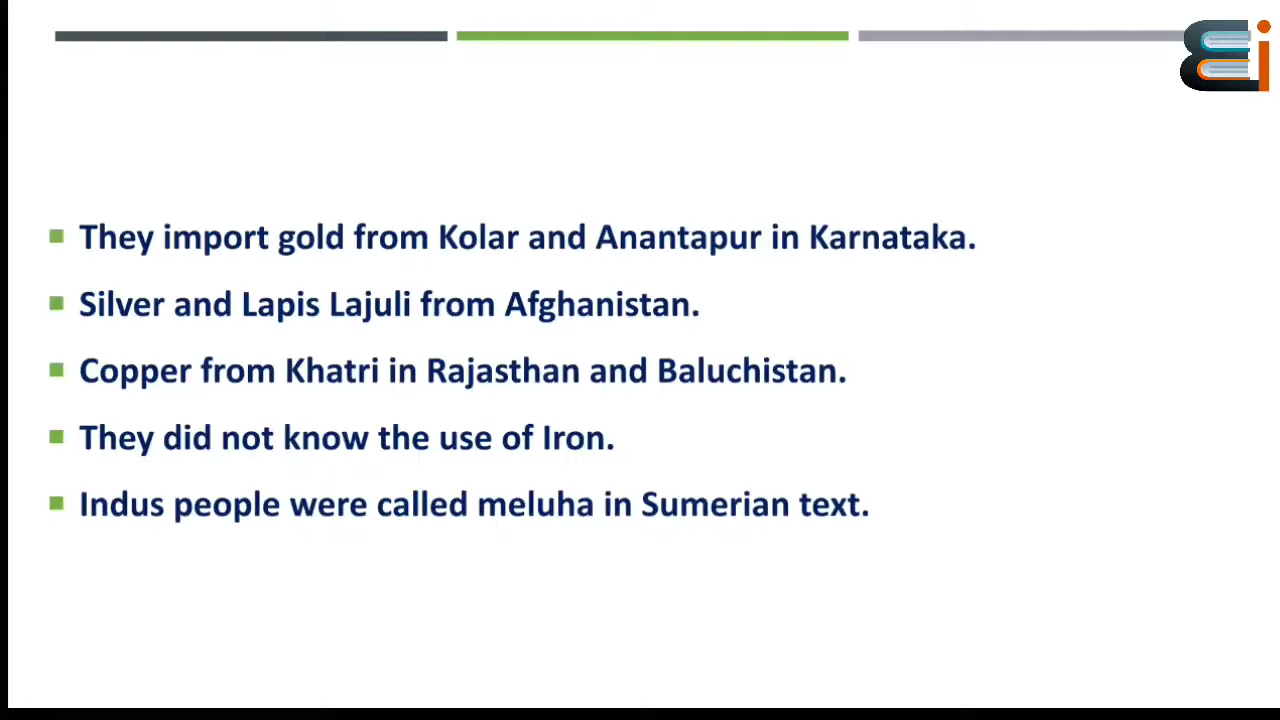 They import gold from Kolar and Anantapur in Karnataka.
Silver and Lapis Lajuli from Afghanistan.
Copper from Khatri in Rajasthan and Baluchistan.
They did not know the use of Iron.
Indus people were called meluha in Sumerian text.